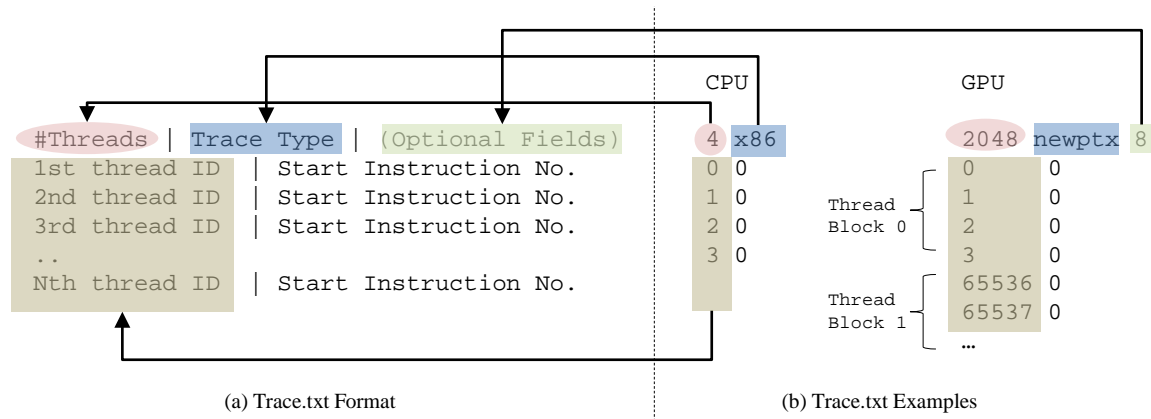 #Threads | Trace Type | (Optional Fields)
1st thread ID | Start Instruction No.
2nd thread ID | Start Instruction No.
3rd thread ID | Start Instruction No.
..
Nth thread ID | Start Instruction No.
(a) Trace.txt Format
CPU
4 x86
0 0
1 0
2 0
3 0
GPU
2048 newptx 8
Thread
Block 0
0 0
1 0
2 0
3 0
Thread
Block 1
65536 0
65537 0
…
(b) Trace.txt Examples